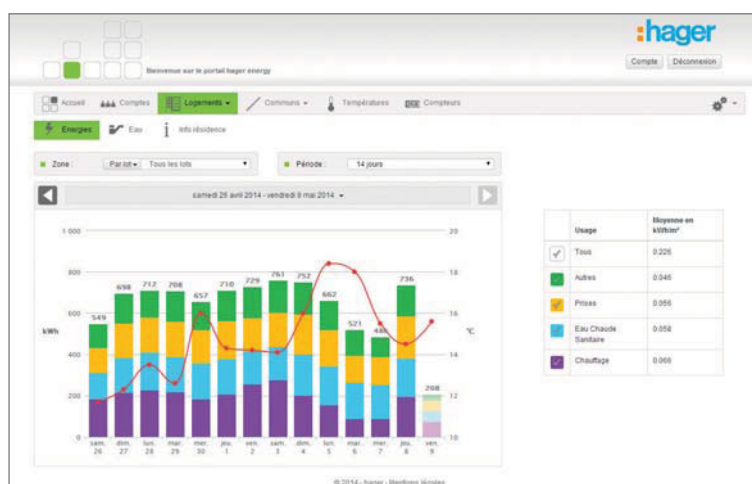 :hager
Compte Déconnexion
Bienvenue sur le portail hager energy
Accueil Comptes Logements Communs Températures Compteurs
Energies Eau Info résidence
Zone : Par lot Tous les lots Période : 14 jours
samedi 26 avril 2014 - vendredi 9 mai 2014
1 000 20
800 18
600 16
kWh °C
400 14
200 12
0 10
549 698 712 708 657 710 729 761 752 662 521 736 208
sam. dim. lun. mar. mer. jeu. ven. sam. dim. lun. mar. mer. jeu. ven.
26 27 28 29 30 1 2 3 4 5 6 7 8 9
Usage Moyenne en
kWh/m²
Tous 0.226
Autres 0.046
Prises 0.056
Eau Chaude 0.058
Sanitaire
Chauffage 0.066
© 2014 - hager - Mentions légales